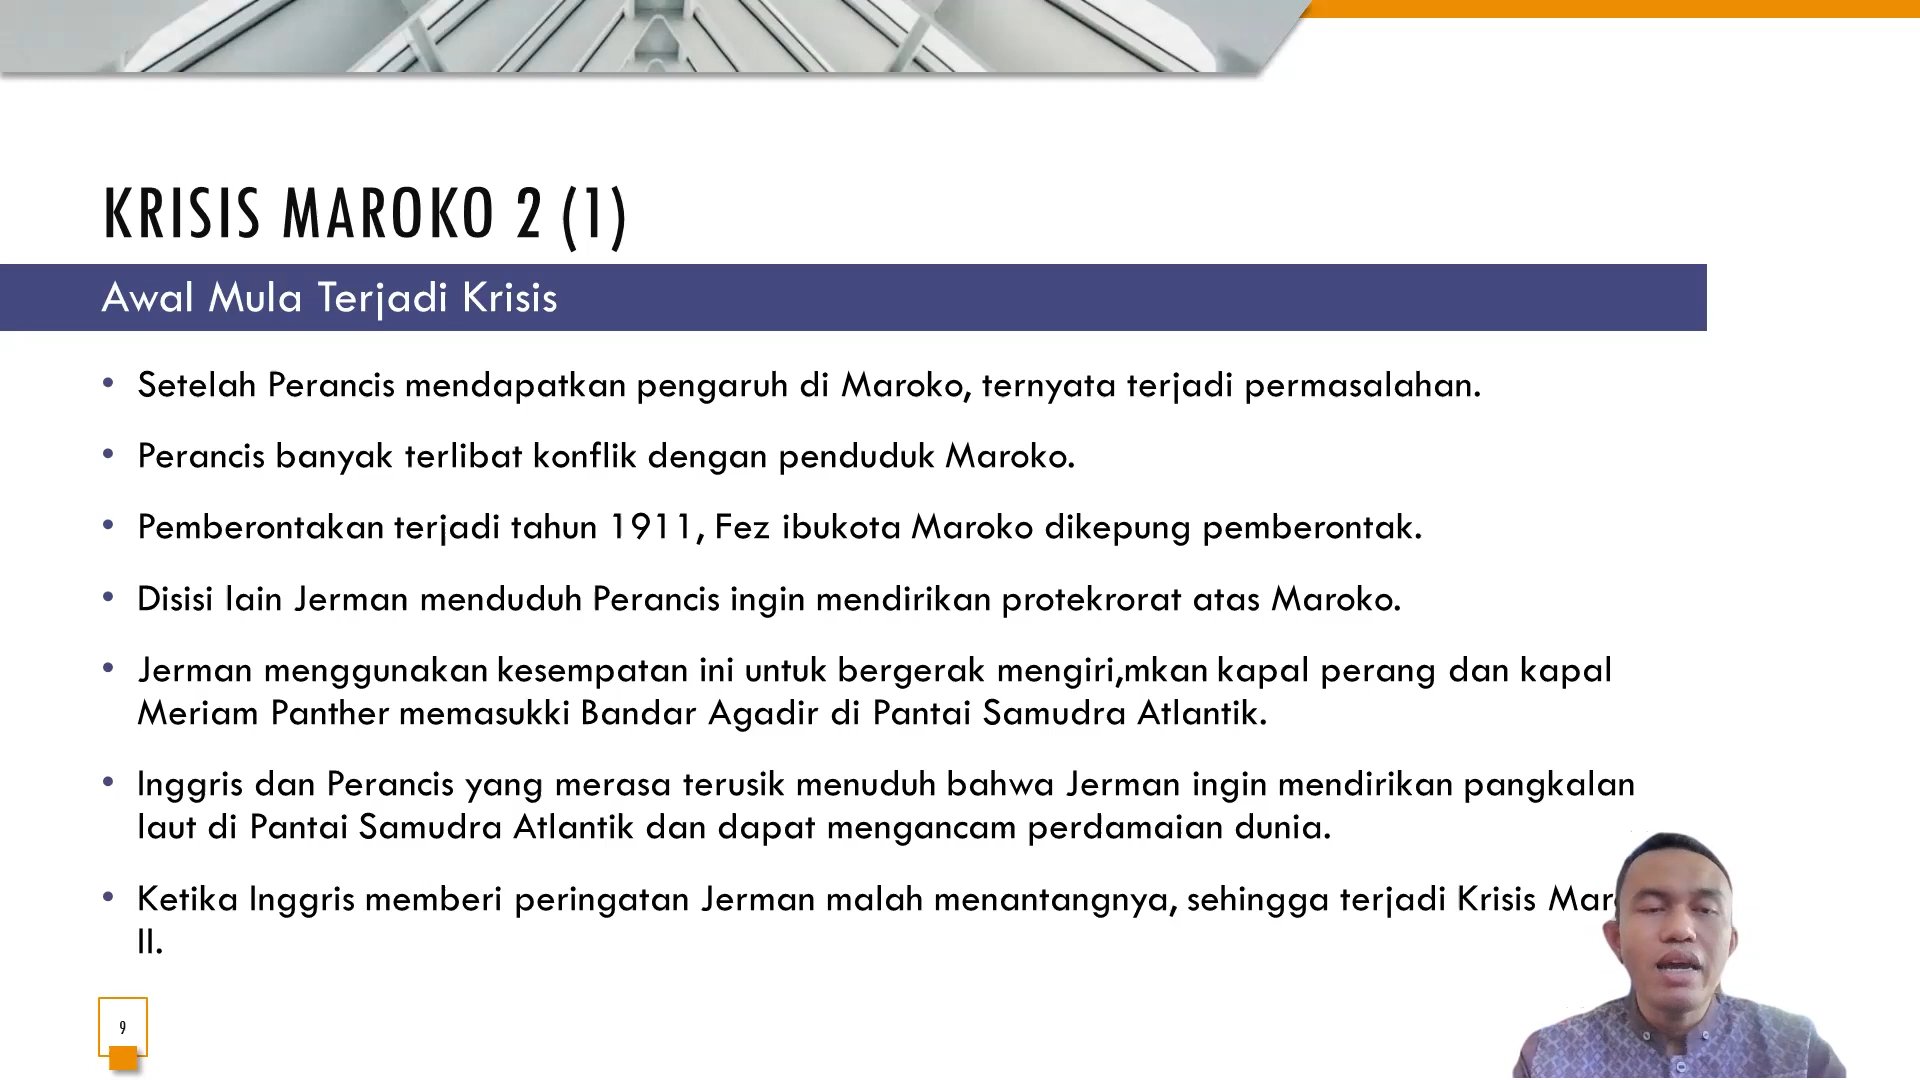 KRISIS MAROKO 2 (1)
Awal Mula Terjadi Krisis
• Setelah Perancis mendapatkan pengaruh di Maroko, ternyata terjadi permasalahan.
• Perancis banyak terlibat konflik dengan penduduk Maroko.
• Pemberontakan terjadi tahun 1911, Fez ibukota Maroko dikepung pemberontak.
• Disisi lain Jerman menduduh Perancis ingin mendirikan protekrorat atas Maroko.
• Jerman menggunakan kesempatan ini untuk bergerak mengiri,mkan kapal perang dan kapal
Meriam Panther memasukki Bandar Agadir di Pantai Samudra Atlantik.
• Inggris dan Perancis yang merasa terusik menuduh bahwa Jerman ingin mendirikan pangkalan
laut di Pantai Samudra Atlantik dan dapat mengancam perdamaian dunia.
• Ketika Inggris memberi peringatan Jerman malah menantangnya, sehingga terjadi Krisis
II.
9